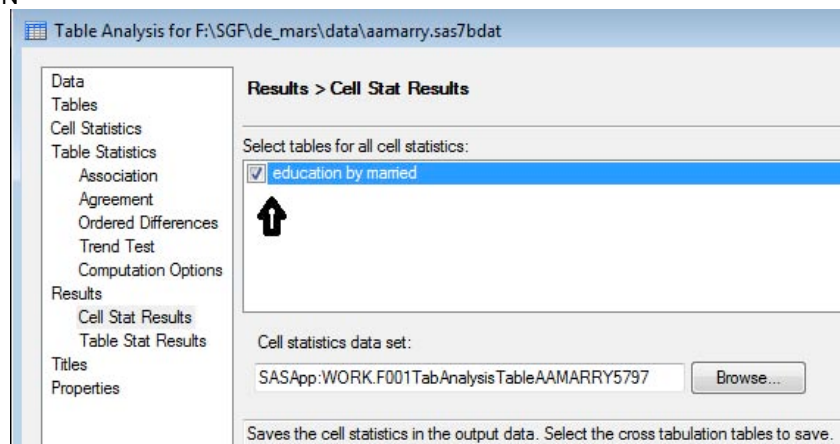 N
Table Analysis for F:\SGF\de_mars\data\aamarry.sas7bdat
Data
Tables
Cell Statistics
Table Statistics
Association
Agreement
Ordered Differences
Trend Test
Computation Options
Results
Cell Stat Results
Table Stat Results
Titles
Properties
Results > Cell Stat Results
Select tables for all cell statistics:
education by married
Cell statistics data set:
SASApp:WORK.F001TabAnalysisTableAAMARRY5797 Browse...
Saves the cell statistics in the output data. Select the cross tabulation tables to save.